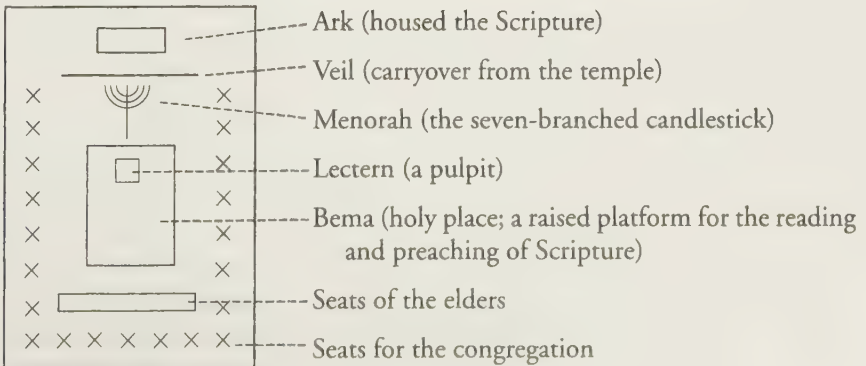 Ark (housed the Scripture)
Veil (carryover from the temple)
Menorah (the seven-branched candlestick)
Lectern (a pulpit)
Bema (holy place; a raised platform for the reading
and preaching of Scripture)
Seats of the elders
Seats for the congregation